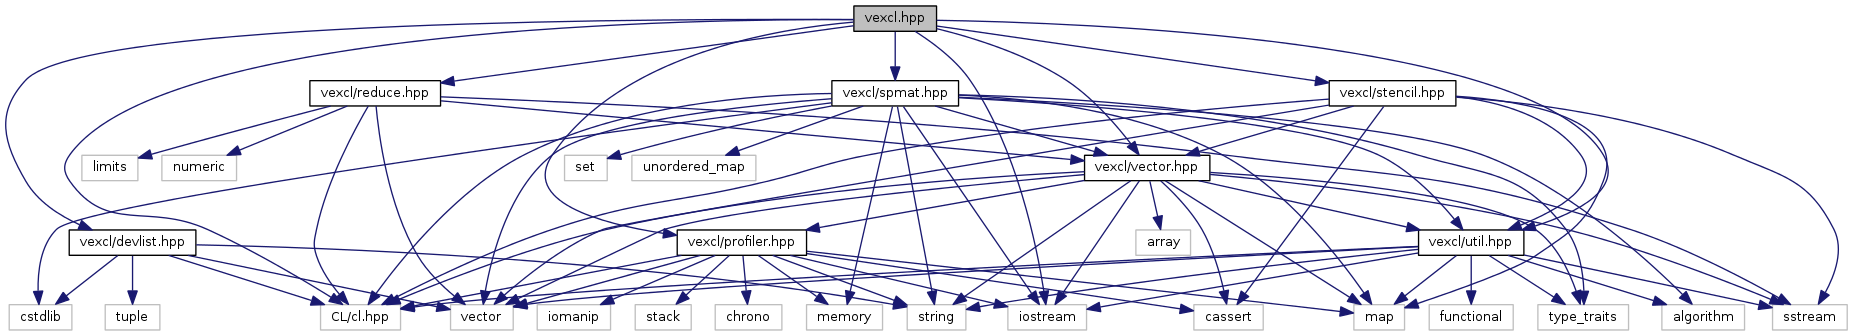 vexcl.hpp
vexcl/reduce.hpp
vexcl/spmat.hpp
vexcl/stencil.hpp
limits
numeric
set
unordered_map
vexcl/vector.hpp
vexcl/devlist.hpp
vexcl/profiler.hpp
array
vexcl/util.hpp
cstdlib
tuple
CL/cl.hpp
vector
iomanip
stack
chrono
memory
string
iostream
cassert
map
functional
type_traits
algorithm
sstream